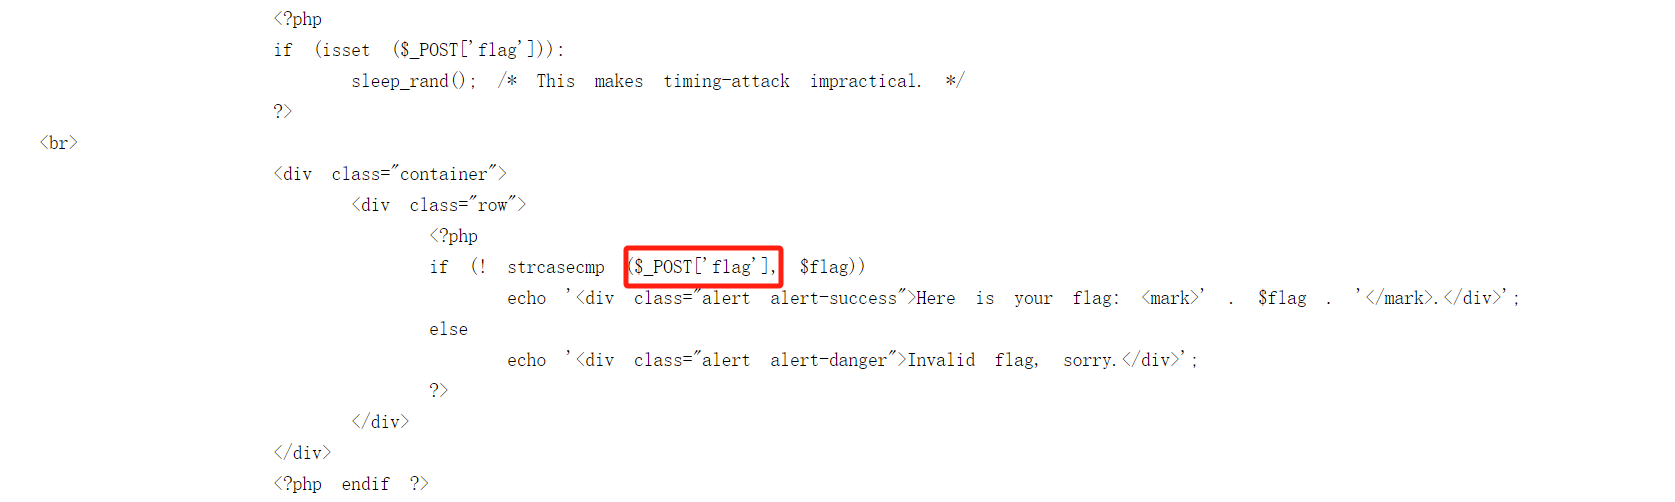 <?php
if (isset ($_POST['flag'])):
sleep_rand(); /* This makes timing-attack impractical. */
?>
<br>
<div class="container">
<div class="row">
<?php
if (! strcasecmp ($_POST['flag'], $flag))
echo '<div class="alert alert-success">Here is your flag: <mark>' . $flag . '</mark>.</div>';
else
echo '<div class="alert alert-danger">Invalid flag, sorry.</div>';
?>
</div>
</div>
<?php endif ?>